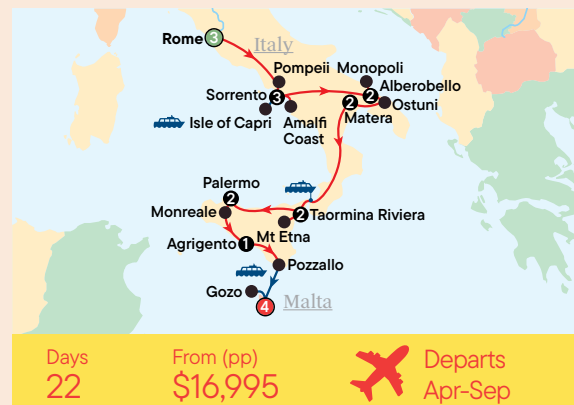 Rome 3
Italy
Pompeii
Monopoli
Sorrento 3
Alberobello
2
Ostuni
2
Matera
Isle of Capri
Amalfi
Coast
Palermo
2
Monreale
2 Taormina Riviera
Mt Etna
Agrigento 1
Pozzallo
Gozo
4
Malta
Days
22
From (pp)
$16,995
Departs
Apr-Sep